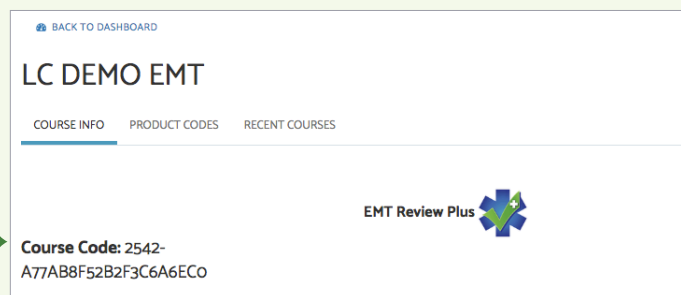 BACK TO DASHBOARD
LC DEMO EMT
COURSE INFO PRODUCT CODES RECENT COURSES
EMT Review Plus
Course Code: 2542-
A77AB8F52B2F3C6A6EC0